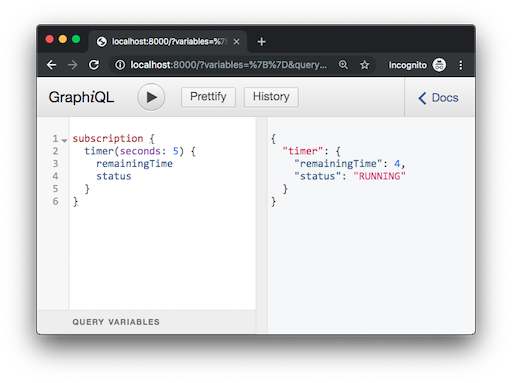 localhost:8000/?variables=%7
localhost:8000/?variables=%7B%7D&query...
Incognito
GraphiQL
Prettify
History
Docs
1 subscription {
2 timer(seconds: 5) {
3 remainingTime
4 status
5 }
6 }
{
"timer": {
"remainingTime": 4,
"status": "RUNNING"
}
}
QUERY VARIABLES